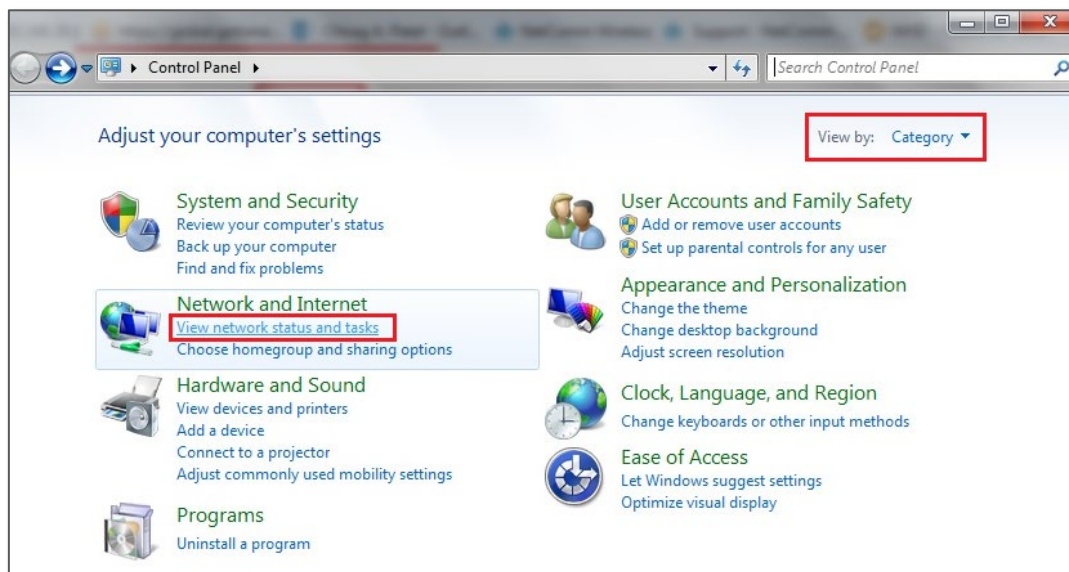 Control Panel
Search Control Panel
Adjust your computer's settings
View by: Category
System and Security
Review your computer's status
Back up your computer
Find and fix problems
Network and Internet
View network status and tasks
Choose homegroup and sharing options
Hardware and Sound
View devices and printers
Add a device
Connect to a projector
Adjust commonly used mobility settings
Programs
Uninstall a program
User Accounts and Family Safety
Add or remove user accounts
Set up parental controls for any user
Appearance and Personalization
Change the theme
Change desktop background
Adjust screen resolution
Clock, Language, and Region
Change keyboards or other input methods
Ease of Access
Let Windows suggest settings
Optimize visual display